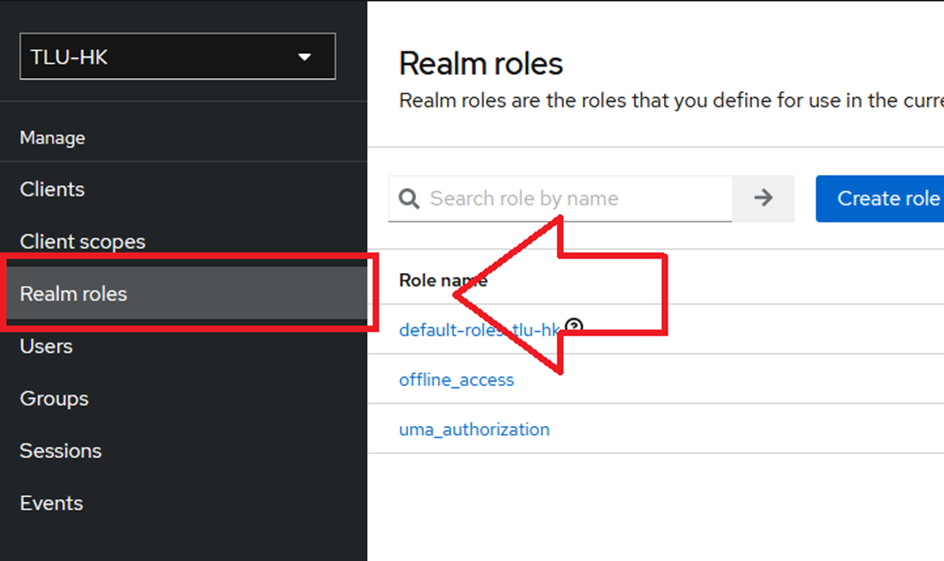 TLU-HK
Manage
Clients
Client scopes
Realm roles
Users
Groups
Sessions
Events
Realm roles
Realm roles are the roles that you define for use in the curre
Search role by name
Create role
Role name
default-roles-tlu-hk
offline_access
uma_authorization